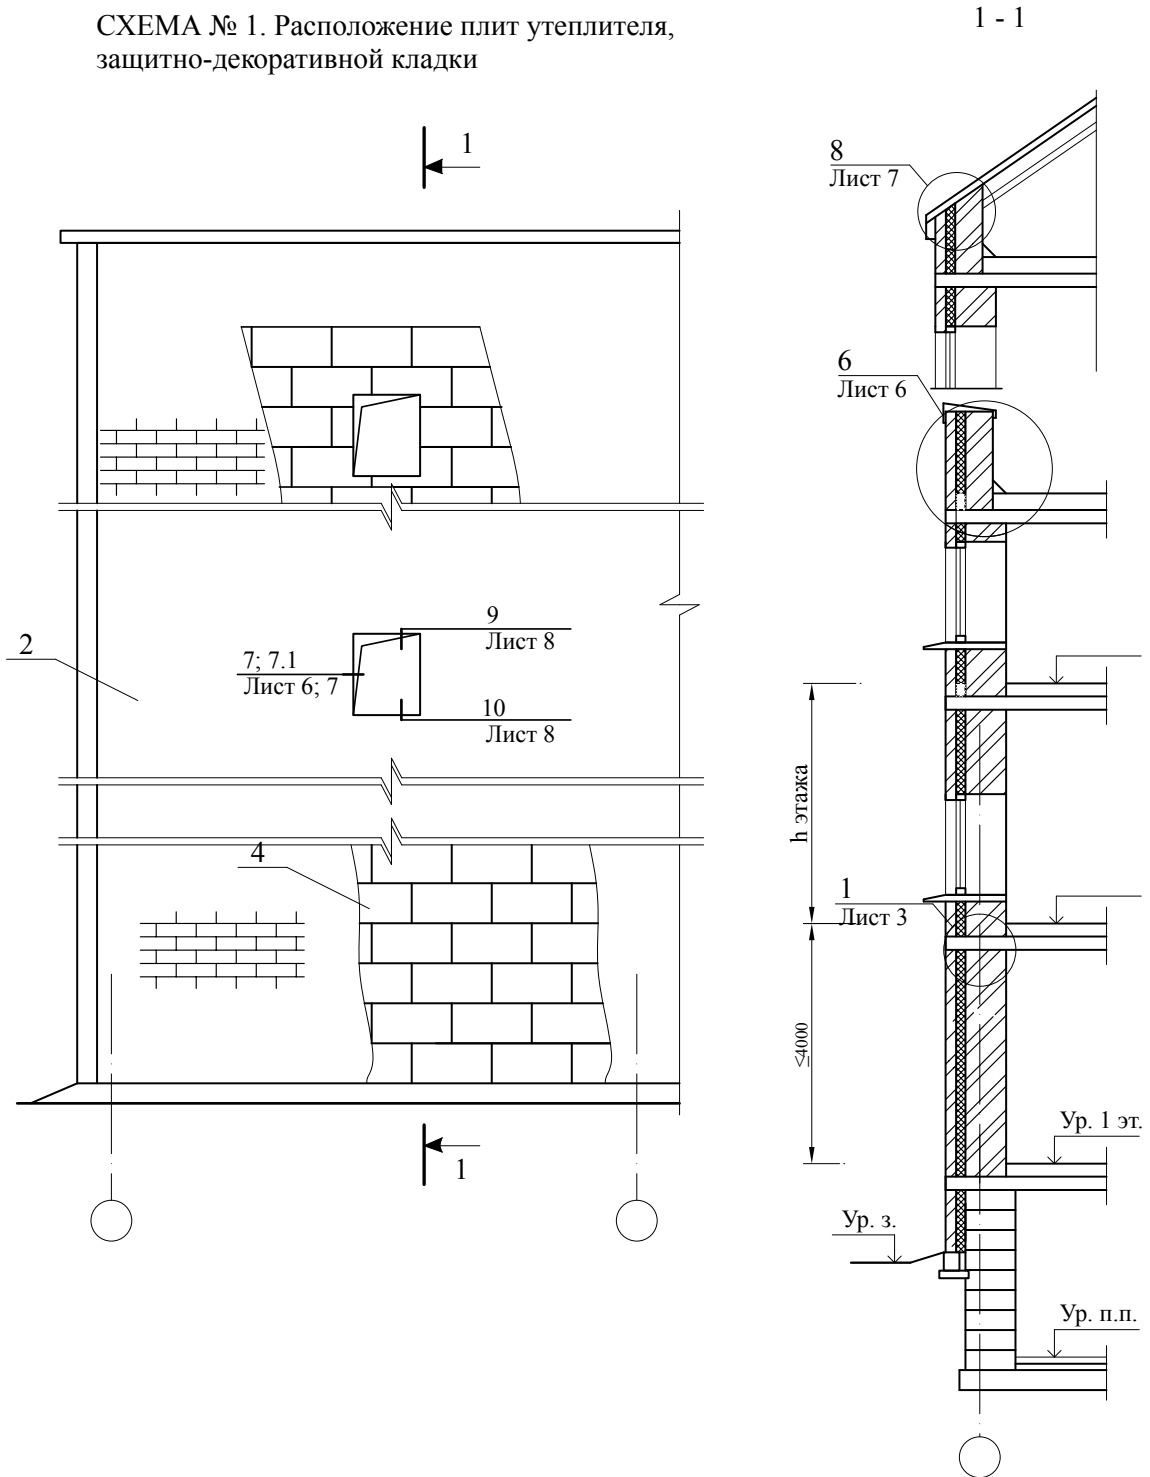 СХЕМА № 1. Расположение плит утеплителя,
защитно-декоративной кладки
1 - 1
1
8
Лист 7
6
Лист 6
9
Лист 8
7; 7.1
Лист 6; 7
10
Лист 8
2
h этажа
4
1
Лист 3
≤4000
Ур. 1 эт.
1
Ур. з.
Ур. п.п.